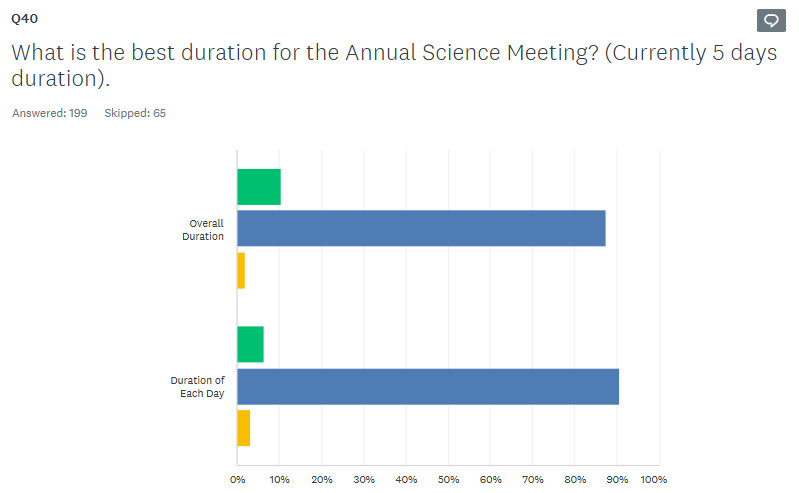 Q40
What is the best duration for the Annual Science Meeting? (Currently 5 days
duration).
Answered: 199 Skipped: 65
Overall
Duration
Duration of
Each Day
0% 10% 20% 30% 40% 50% 60% 70% 80% 90% 100%